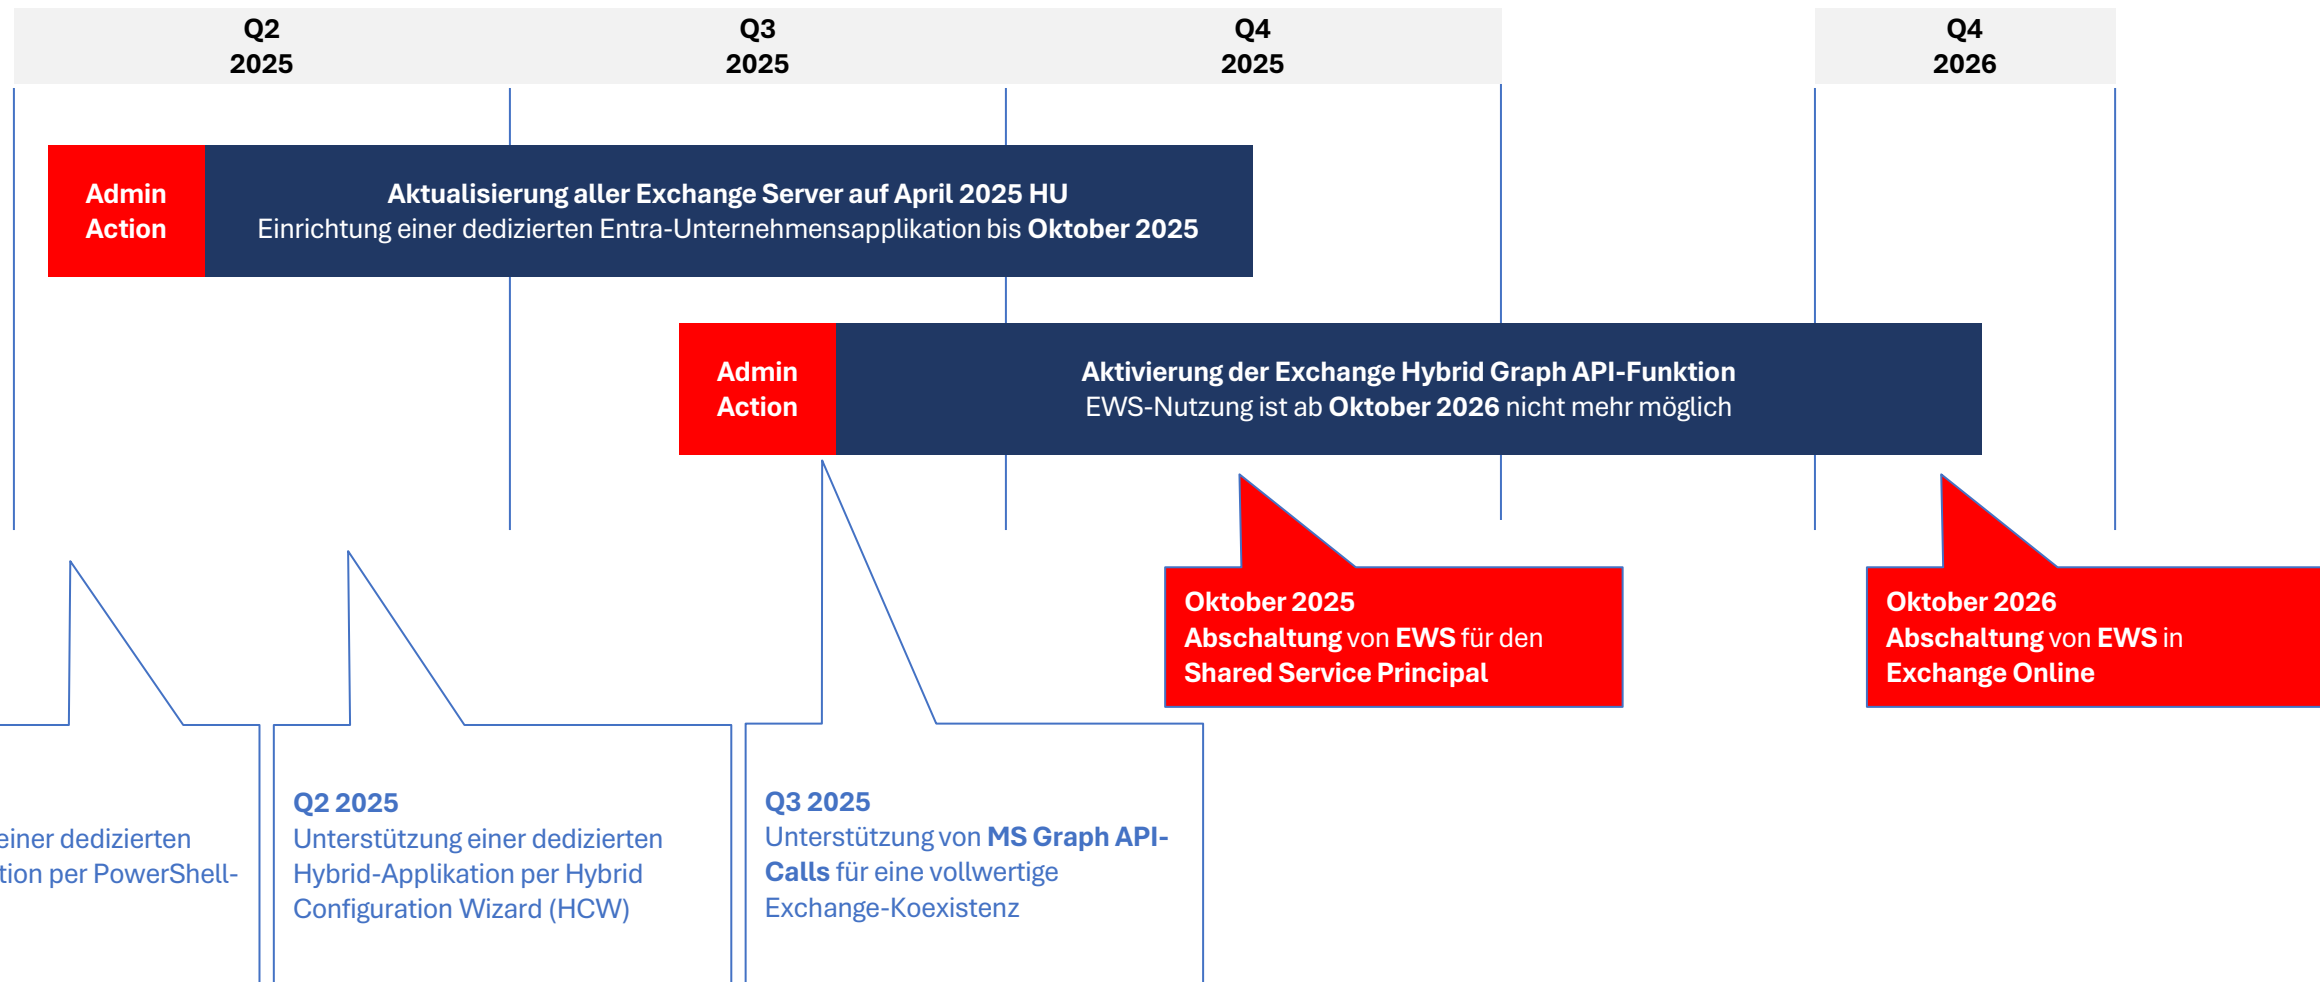 Q2
2025
Q3
2025
Q4
2025
Q4
2026
Admin
Action
Aktualisierung aller Exchange Server auf April 2025 HU
Einrichtung einer dedizierten Entra-Unternehmensapplikation bis Oktober 2025
Admin
Action
Aktivierung der Exchange Hybrid Graph API-Funktion
EWS-Nutzung ist ab Oktober 2026 nicht mehr möglich
Oktober 2025
Abschaltung von EWS für den
Shared Service Principal
Oktober 2026
Abschaltung von EWS in
Exchange Online
einer dedizierten
tion per PowerShell-
Q2 2025
Unterstützung einer dedizierten
Hybrid-Applikation per Hybrid
Configuration Wizard (HCW)
Q3 2025
Unterstützung von MS Graph API-
Calls für eine vollwertige
Exchange-Koexistenz